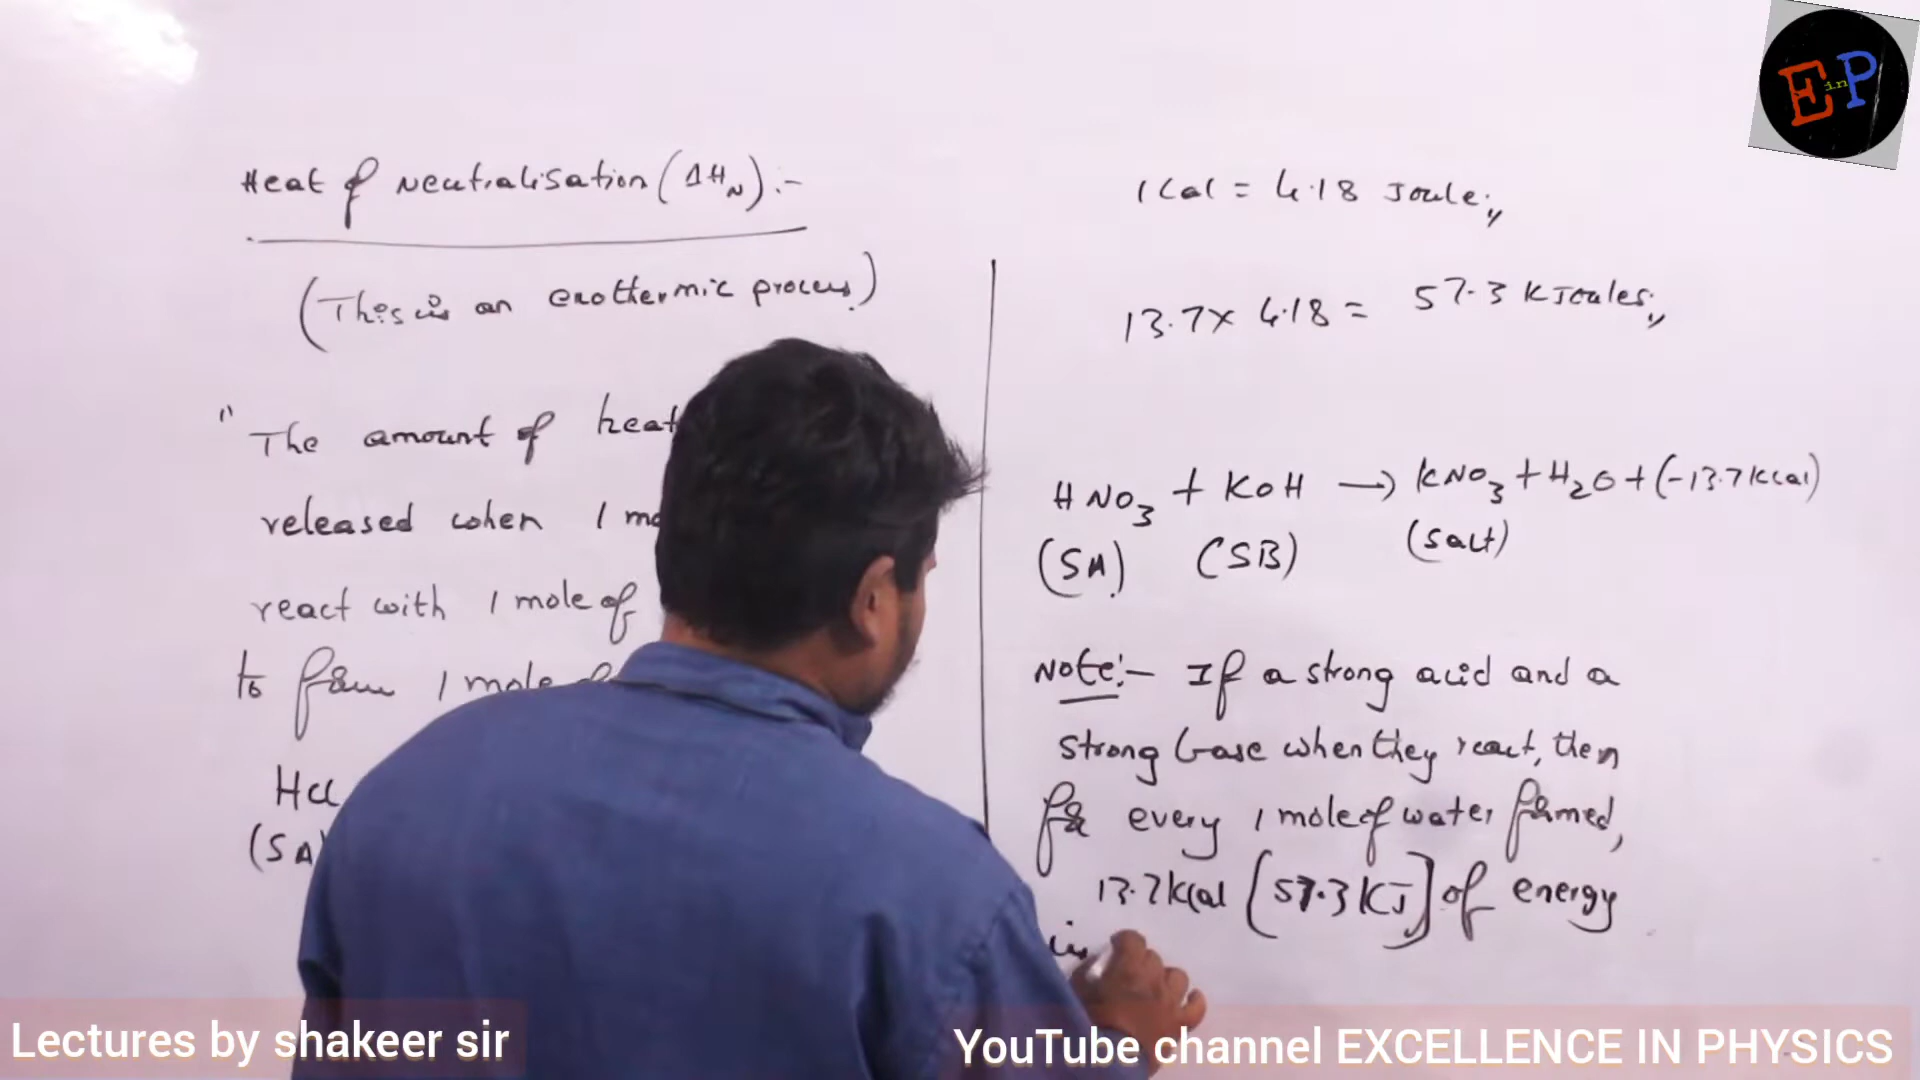 E in P
Heat of Neutralisation (ΔH_N) :-
(This is an exothermic process)
" The amount of heat
released when 1 mo
react with 1 mole of
to form 1 mole of
HCl
(SA)
1 Cal = 4.18 Joule,,
13.7 x 4.18 = 57.3 KJoules,,
HNO3 + KOH → KNO3 + H2O + (-13.7 kcal)
(SA) (SB) (salt)
Note:- If a strong acid and a
strong base when they react, then
for every 1 mole of water formed,
13.7 kcal [57.3 KJ] of energy
is
Lectures by shakeer sir
YouTube channel EXCELLENCE IN PHYSICS